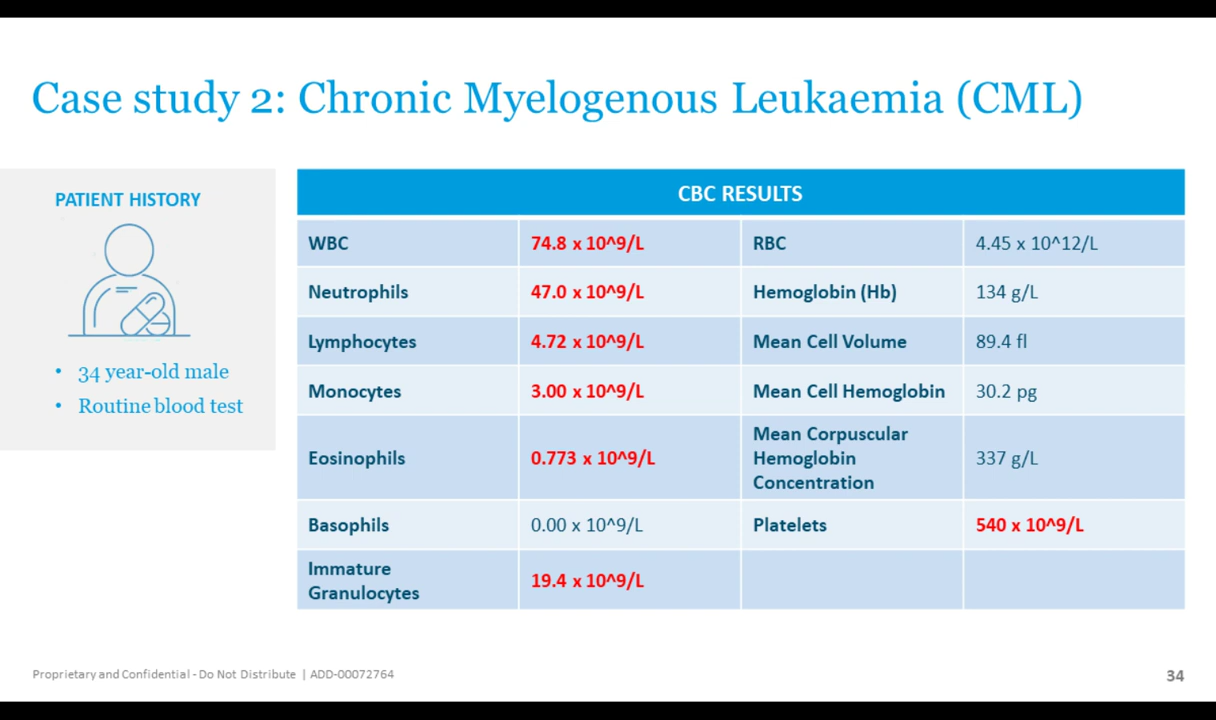 Case study 2: Chronic Myelogenous Leukaemia (CML)
PATIENT HISTORY
• 34 year-old male
• Routine blood test
CBC RESULTS
WBC 74.8 x 10^9/L RBC 4.45 x 10^12/L
Neutrophils 47.0 x 10^9/L Hemoglobin (Hb) 134 g/L
Lymphocytes 4.72 x 10^9/L Mean Cell Volume 89.4 fl
Monocytes 3.00 x 10^9/L Mean Cell Hemoglobin 30.2 pg
Mean Corpuscular
Eosinophils 0.773 x 10^9/L Hemoglobin 337 g/L
Concentration
Basophils 0.00 x 10^9/L Platelets 540 x 10^9/L
Immature
Granulocytes 19.4 x 10^9/L
Proprietary and Confidential - Do Not Distribute | ADD-00072764
34